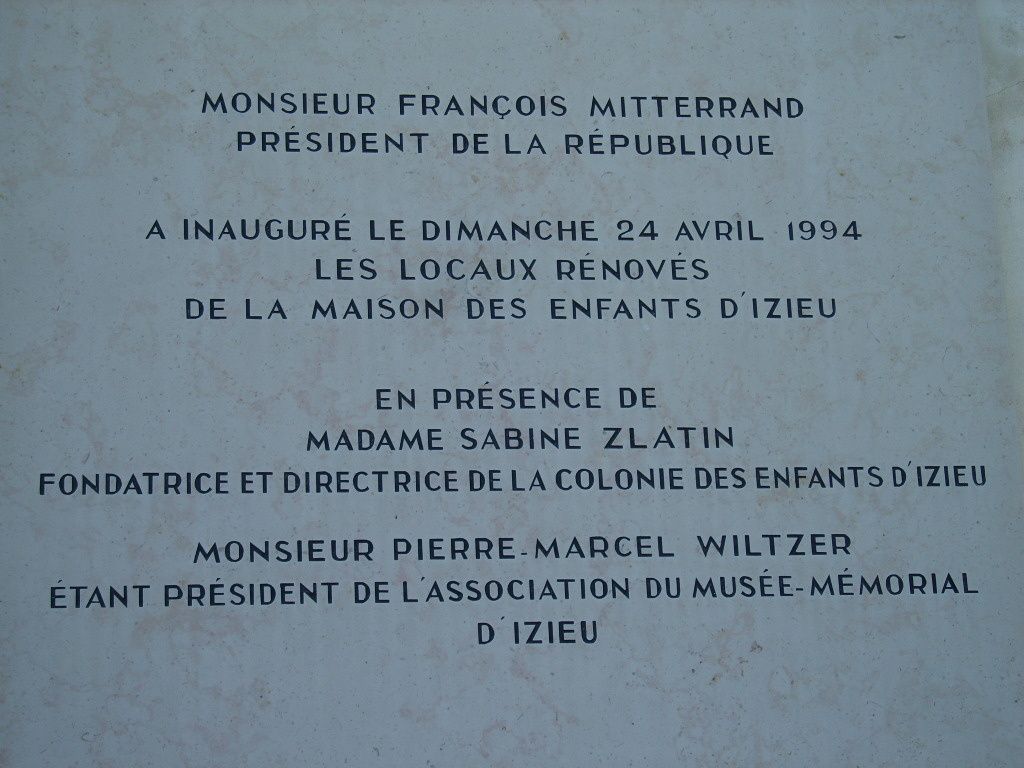 MONSIEUR FRANÇOIS MITTERRAND
PRÉSIDENT DE LA RÉPUBLIQUE
A INAUGURÉ LE DIMANCHE 24 AVRIL 1994
LES LOCAUX RÉNOVÉS
DE LA MAISON DES ENFANTS D'IZIEU
EN PRÉSENCE DE
MADAME SABINE ZLATIN
FONDATRICE ET DIRECTRICE DE LA COLONIE DES ENFANTS D'IZIEU
MONSIEUR PIERRE-MARCEL WILTZER
ÉTANT PRÉSIDENT DE L'ASSOCIATION DU MUSÉE-MÉMORIAL
D'IZIEU